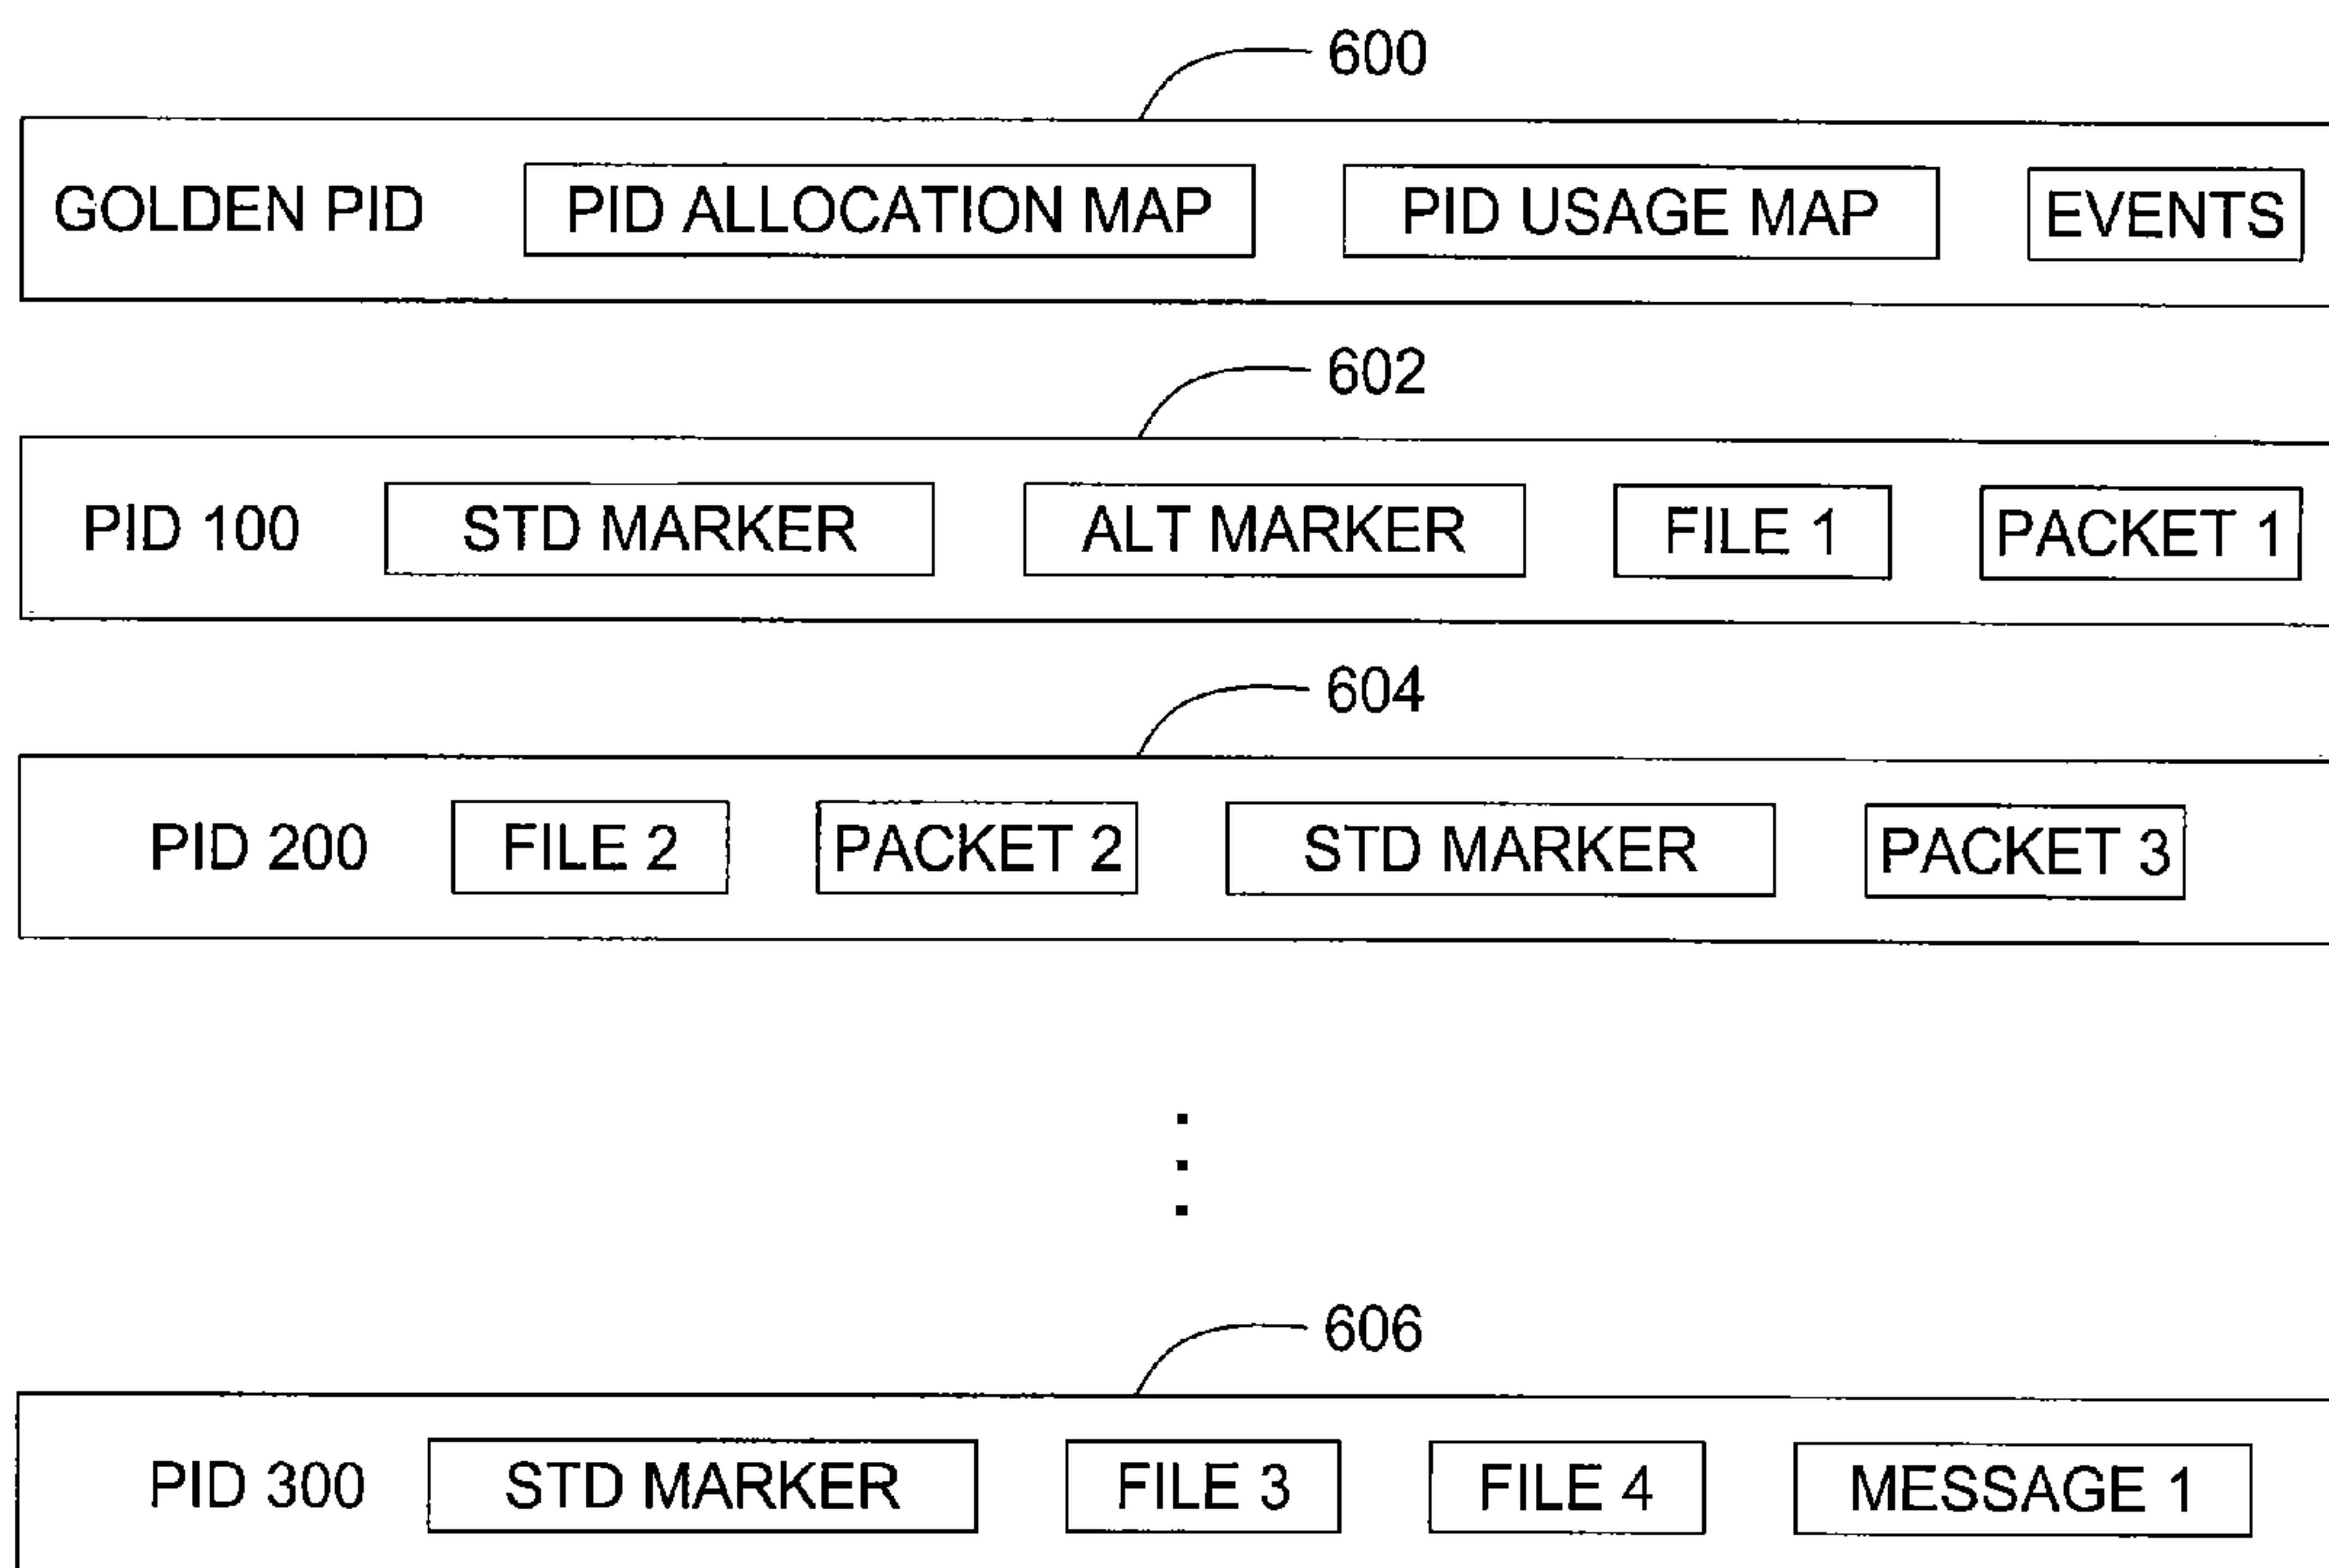 600
GOLDEN PID PID ALLOCATION MAP PID USAGE MAP EVENTS
602
PID 100 STD MARKER ALT MARKER FILE 1 PACKET 1
604
PID 200 FILE 2 PACKET 2 STD MARKER PACKET 3
606
PID 300 STD MARKER FILE 3 FILE 4 MESSAGE 1